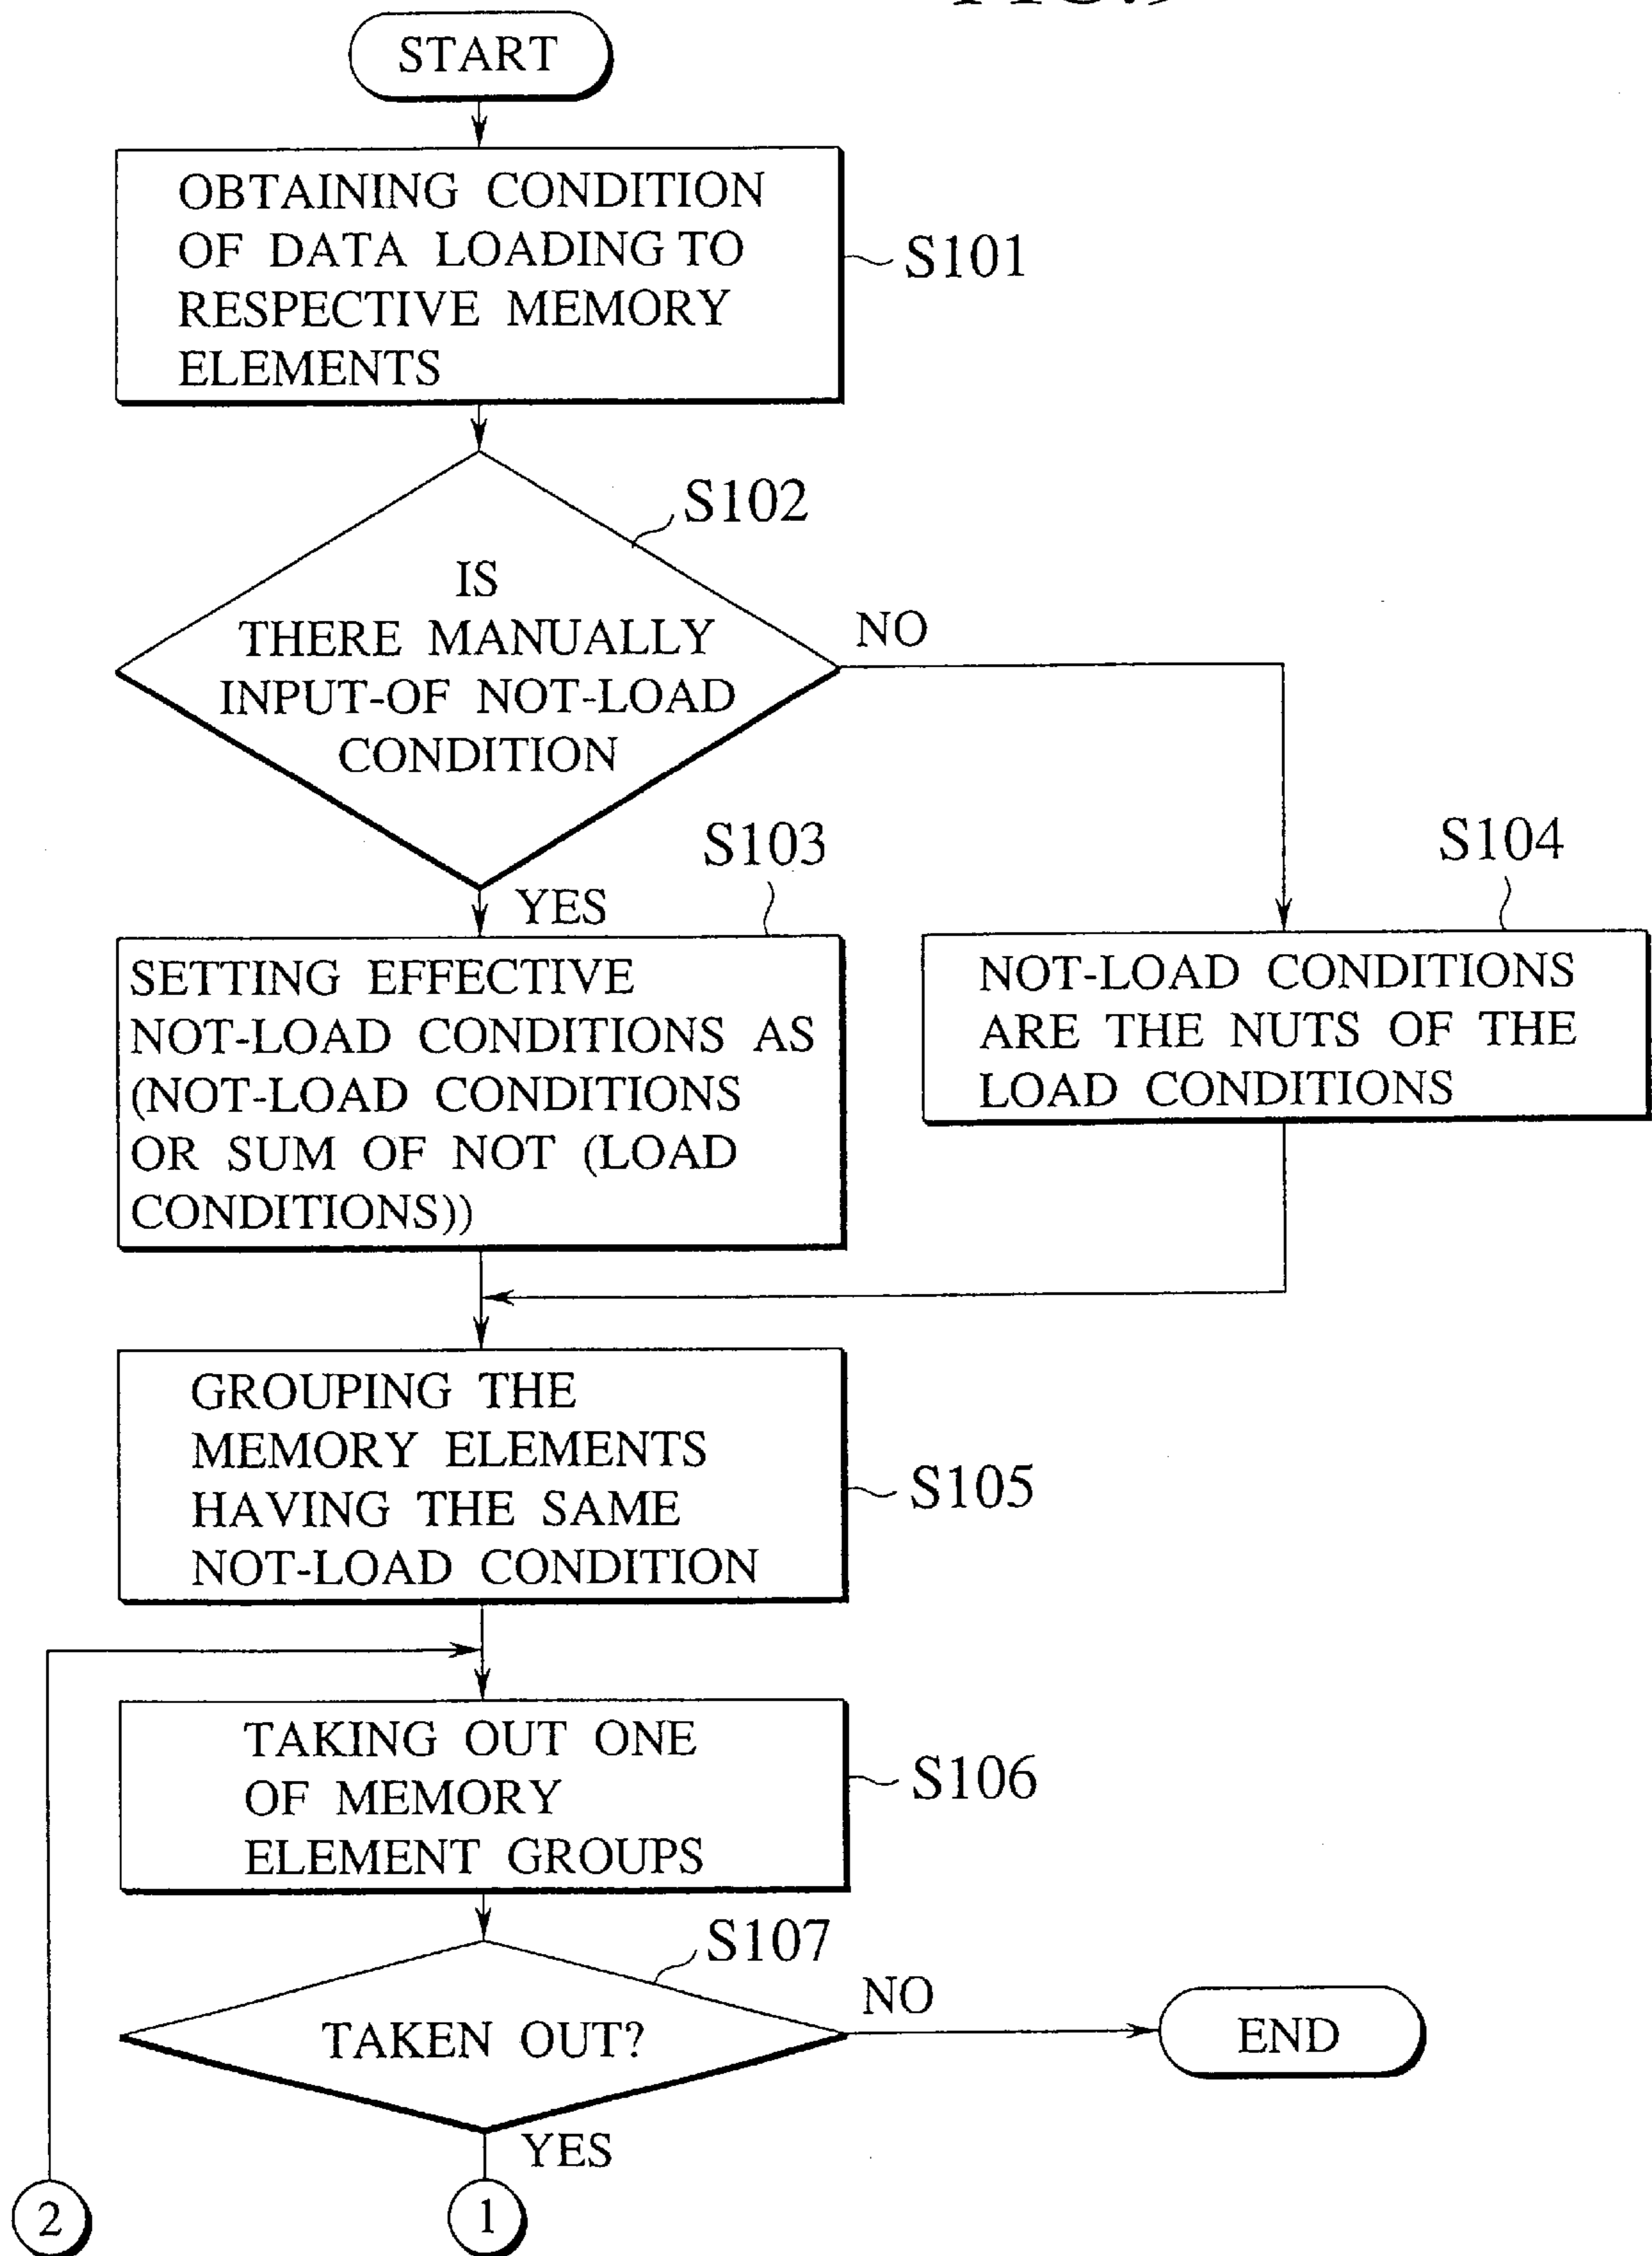 START
OBTAINING CONDITION
OF DATA LOADING TO
RESPECTIVE MEMORY
ELEMENTS
S101
S102
IS
THERE MANUALLY
INPUT-OF NOT-LOAD
CONDITION
NO
YES
S103
SETTING EFFECTIVE
NOT-LOAD CONDITIONS AS
(NOT-LOAD CONDITIONS
OR SUM OF NOT (LOAD
CONDITIONS))
S104
NOT-LOAD CONDITIONS
ARE THE NUTS OF THE
LOAD CONDITIONS
GROUPING THE
MEMORY ELEMENTS
HAVING THE SAME
NOT-LOAD CONDITION
S105
TAKING OUT ONE
OF MEMORY
ELEMENT GROUPS
S106
S107
TAKEN OUT?
NO
END
YES
2
1